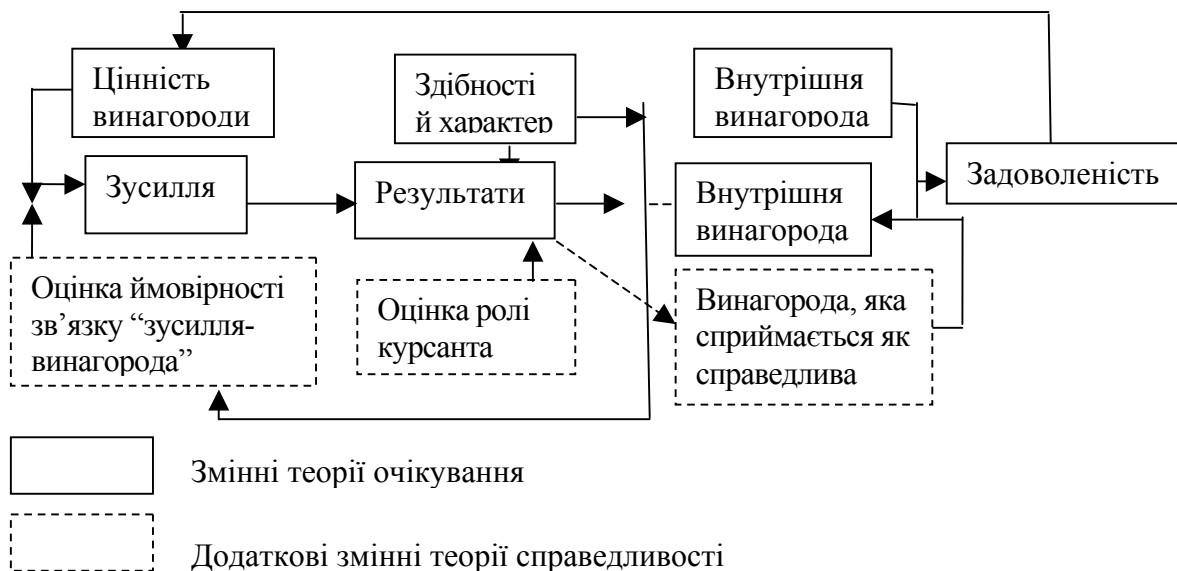 Цінність
винагороди
Здібності
й характер
Внутрішня
винагорода
Зусилля
Результати
Внутрішня
винагорода
Задоволеність
Оцінка ймовірності
зв’язку “зусилля-
винагорода”
Оцінка ролі
курсанта
Винагорода, яка
сприймається як
справедлива
Змінні теорії очікування
Додаткові змінні теорії справедливості